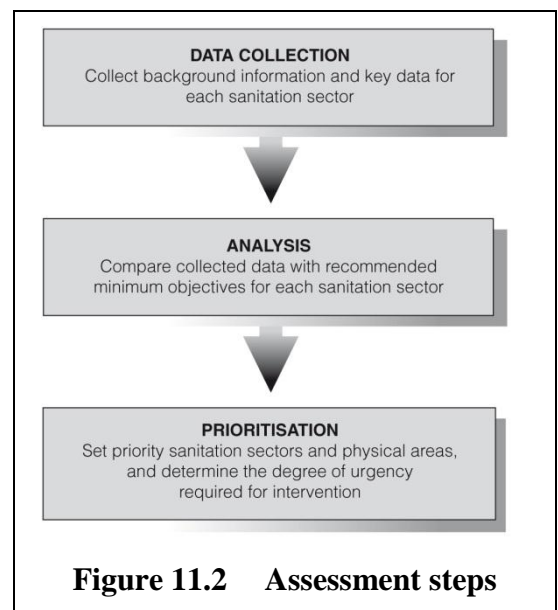 DATA COLLECTION
Collect background information and key data for
each sanitation sector
ANALYSIS
Compare collected data with recommended
minimum objectives for each sanitation sector
PRIORITISATION
Set priority sanitation sectors and physical areas,
and determine the degree of urgency
required for intervention
Figure 11.2 Assessment steps